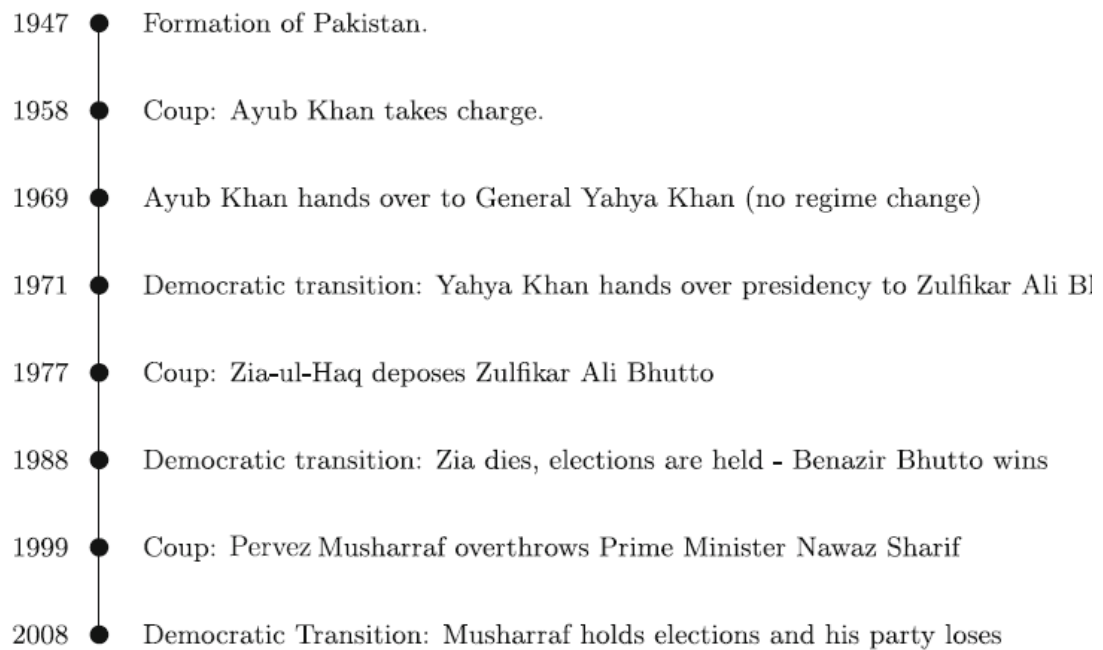 1947 Formation of Pakistan.
1958 Coup: Ayub Khan takes charge.
1969 Ayub Khan hands over to General Yahya Khan (no regime change)
1971 Democratic transition: Yahya Khan hands over presidency to Zulfikar Ali
1977 Coup: Zia-ul-Haq deposes Zulfikar Ali Bhutto
1988 Democratic transition: Zia dies, elections are held - Benazir Bhutto wins
1999 Coup: Pervez Musharraf overthrows Prime Minister Nawaz Sharif
2008 Democratic Transition: Musharraf holds elections and his party loses